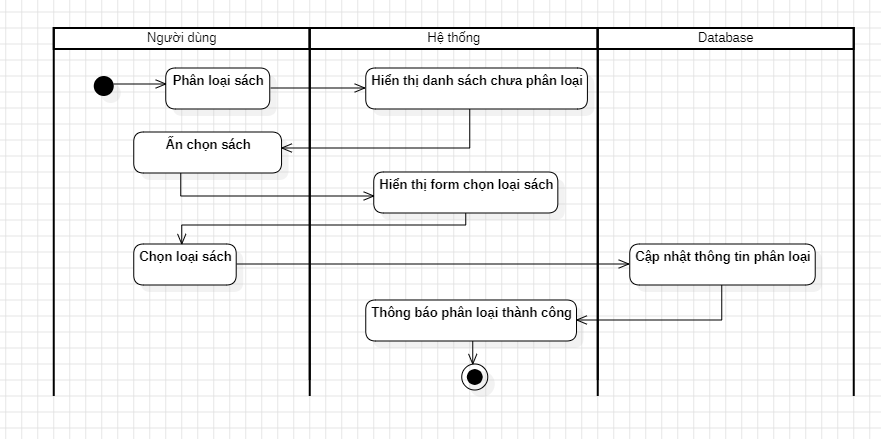 Người dùng
Hệ thống
Database
Phân loại sách
Hiển thị danh sách chưa phân loại
Ấn chọn sách
Hiển thị form chọn loại sách
Chọn loại sách
Cập nhật thông tin phân loại
Thông báo phân loại thành công